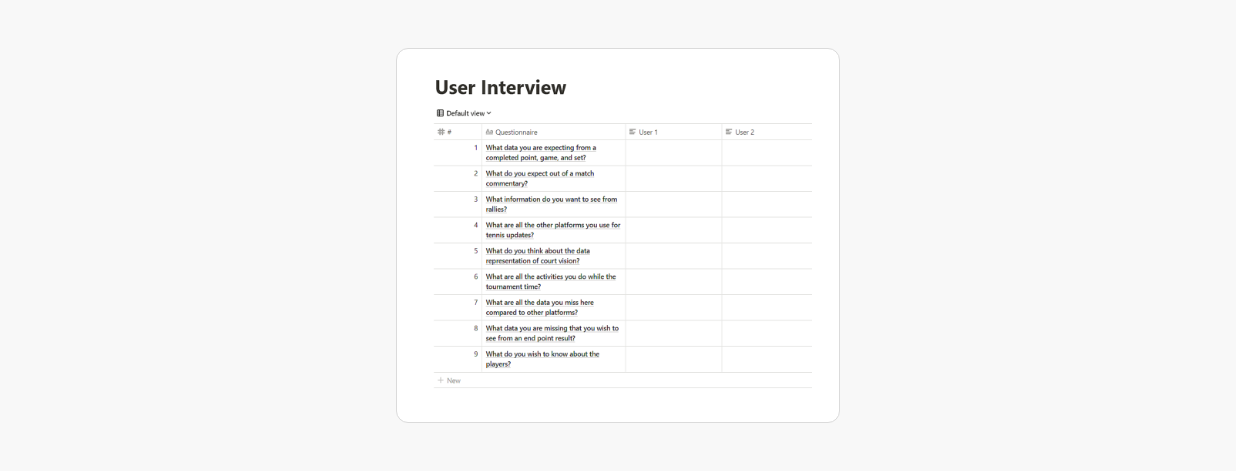 User Interview
Default view
# Questionnaire User 1 User 2
1 What data you are expecting from a
completed point, game, and set?
2 What do you expect out of a match
commentary?
3 What information do you want to see from
rallies?
4 What are all the other platforms you use for
tennis updates?
5 What do you think about the data
representation of court vision?
6 What are all the activities you do while the
tournament time?
7 What are all the data you miss here
compared to other platforms?
8 What data you are missing that you wish to
see from an end point result?
9 What do you wish to know about the
players?
+ New